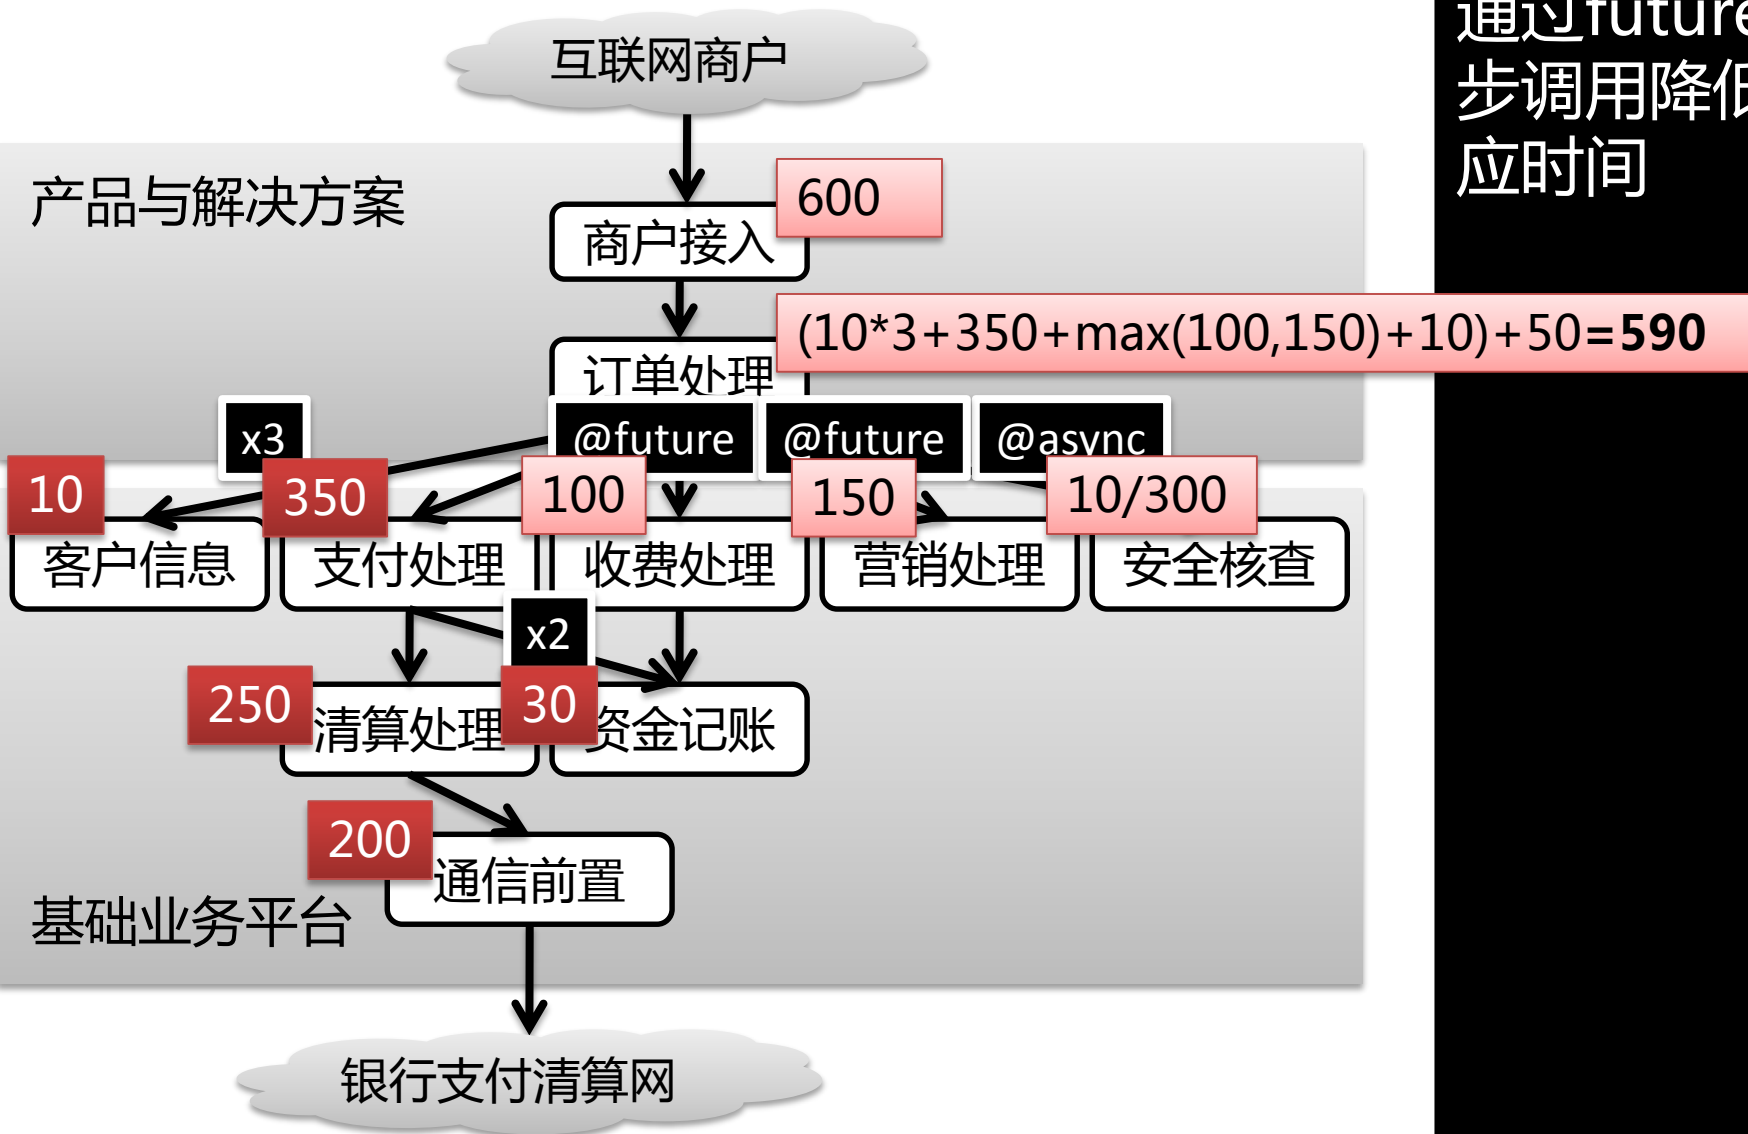 互联网商户
通过future
步调用降低
应时间
产品与解决方案
600
商户接入
(10*3+350+max(100,150)+10)+50=590
订单处理
x3
@future
@future
@async
10
350
100
150
10/300
客户信息
支付处理
收费处理
营销处理
安全核查
x2
250
30
清算处理
资金记账
200
通信前置
基础业务平台
银行支付清算网